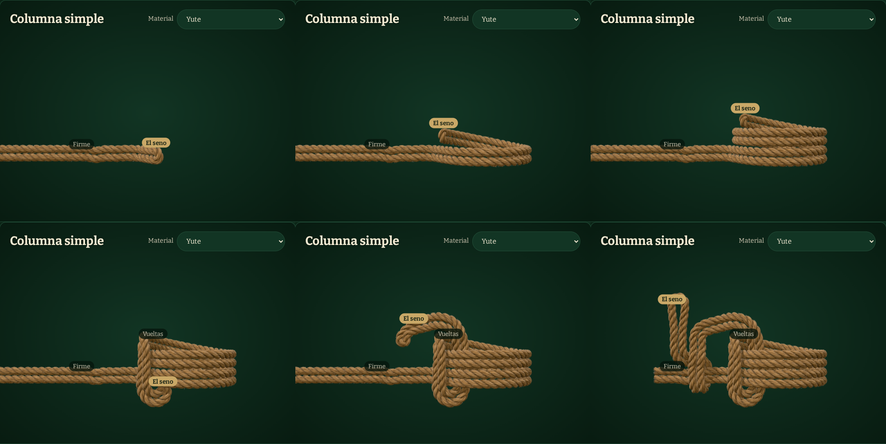 Columna simple Material Yute
Firme El seno
Columna simple Material Yute
El seno
Firme
Columna simple Material Yute
El seno
Firme
Columna simple Material Yute
Vueltas
Firme
El seno
Columna simple Material Yute
El seno
Vueltas
Firme
Columna simple Material Yute
El seno
Vueltas
Firme